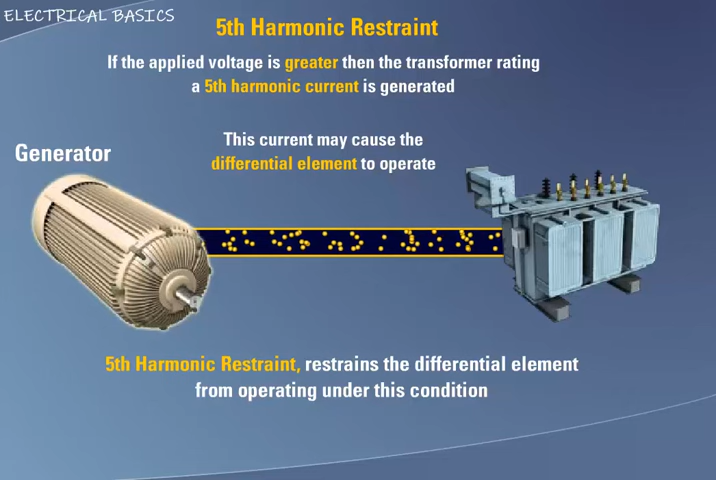 ELECTRICAL BASICS
5th Harmonic Restraint
If the applied voltage is greater then the transformer rating
a 5th harmonic current is generated
This current may cause the
differential element to operate
Generator
5th Harmonic Restraint, restrains the differential element
from operating under this condition